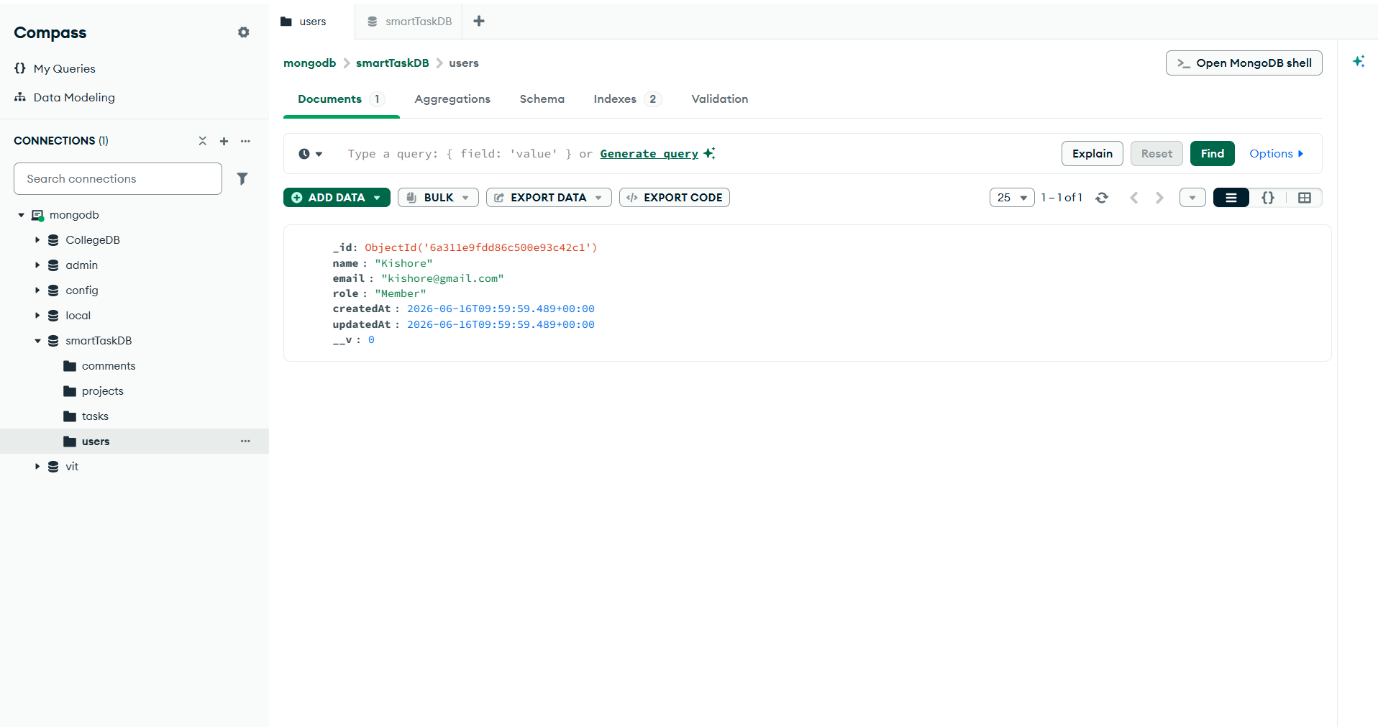 Compass
My Queries
Data Modeling
CONNECTIONS (1)
Search connections
mongodb
CollegeDB
admin
config
local
smartTaskDB
comments
projects
tasks
users
vit
users
smartTaskDB
mongodb > smartTaskDB > users
>_ Open MongoDB shell
Documents 1 Aggregations Schema Indexes 2 Validation
Type a query: { field: 'value' } or Generate query
Explain Reset Find Options
ADD DATA BULK EXPORT DATA EXPORT CODE
25 1 – 1 of 1 {}
_id: ObjectId('6a311e9fdd86c500e93c42c1')
name : "Kishore"
email : "kishore@gmail.com"
role : "Member"
createdAt : 2026-06-16T09:59:59.489+00:00
updatedAt : 2026-06-16T09:59:59.489+00:00
__v : 0